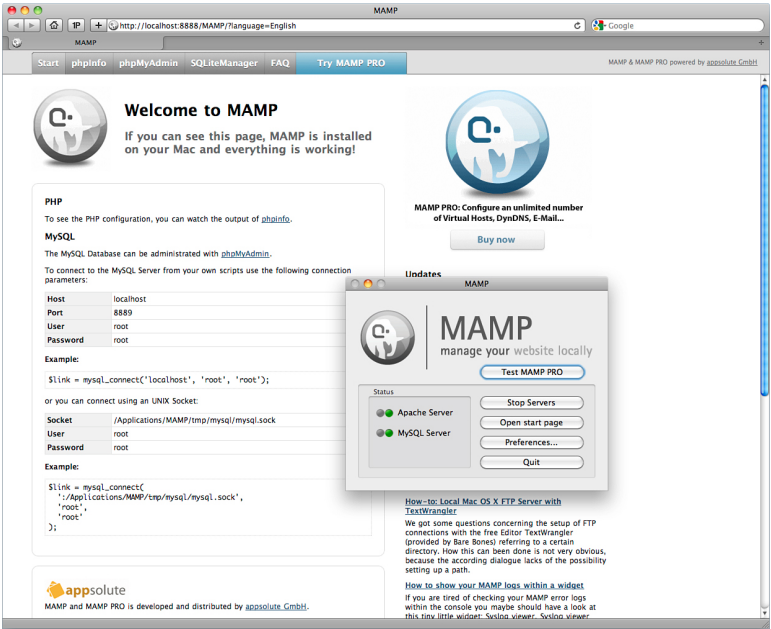 MAMP
1P
http://localhost:8888/MAMP/?language=English
Google
MAMP
Start phpInfo phpMyAdmin SQLiteManager FAQ Try MAMP PRO
MAMP & MAMP PRO powered by appsolute GmbH
Welcome to MAMP
If you can see this page, MAMP is installed
on your Mac and everything is working!
PHP
To see the PHP configuration, you can watch the output of phpinfo.
MySQL
The MySQL Database can be administrated with phpMyAdmin.
To connect to the MySQL Server from your own scripts use the following connection
parameters:
Host localhost
Port 8889
User root
Password root
Example:
$link = mysql_connect('localhost', 'root', 'root');
or you can connect using an UNIX Socket:
Socket /Applications/MAMP/tmp/mysql/mysql.sock
User root
Password root
Example:
$link = mysql_connect(
':/Applications/MAMP/tmp/mysql/mysql.sock',
'root',
'root'
);
appsolute
MAMP and MAMP PRO is developed and distributed by appsolute GmbH.
MAMP PRO: Configure an unlimited number
of Virtual Hosts, DynDNS, E-Mail...
Buy now
Updates
MAMP
MAMP
manage your website locally
Test MAMP PRO
Status
Apache Server
MySQL Server
Stop Servers
Open start page
Preferences...
Quit
How-to: Local Mac OS X FTP Server with
TextWrangler
We got some questions concerning the setup of FTP
connections with the free Editor TextWrangler
(provided by Bare Bones) referring to a certain
directory. How this can been done is not very obvious,
because the according dialogue lacks of the possibility
setting up a path.
How to show your MAMP logs within a widget
If you are tired of checking your MAMP error logs
within the console you maybe should have a look at
this tiny little widget: Syslog viewer. Syslog viewer